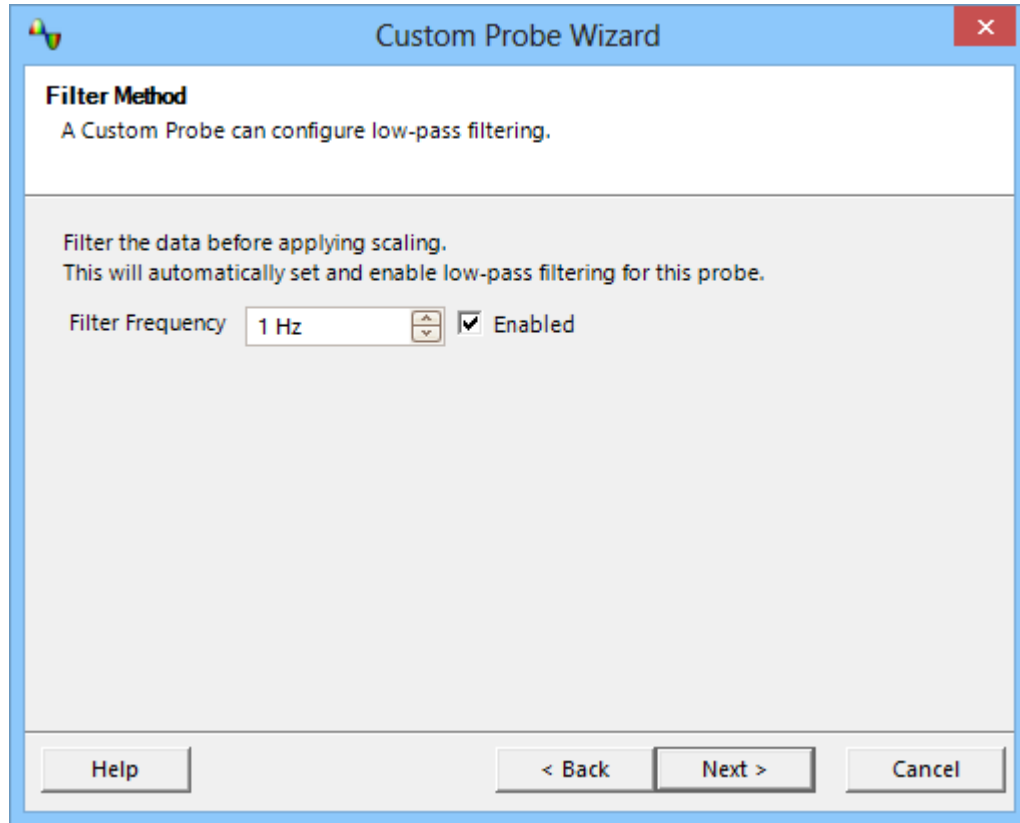 Custom Probe Wizard
Filter Method
A Custom Probe can configure low-pass filtering.
Filter the data before applying scaling.
This will automatically set and enable low-pass filtering for this probe.
Filter Frequency 1 Hz Enabled
Help < Back Next > Cancel